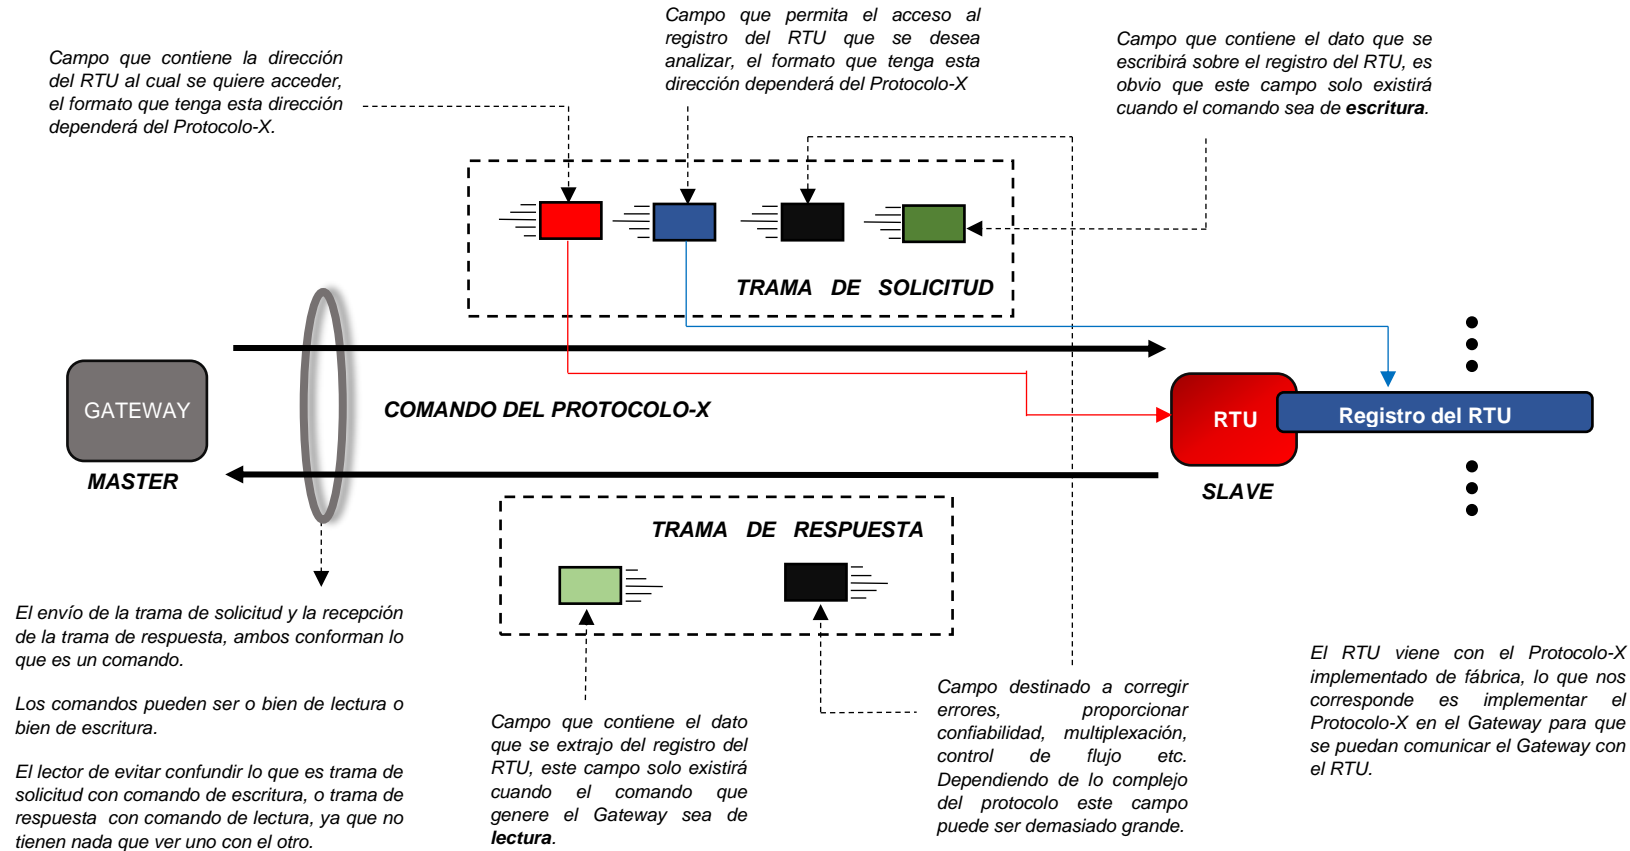 Campo que contiene la dirección
del RTU al cual se quiere acceder,
el formato que tenga esta dirección
dependerá del Protocolo-X.
Campo que permita el acceso al
registro del RTU que se desea
analizar, el formato que tenga esta
dirección dependerá del Protocolo-X
Campo que contiene el dato que se
escribirá sobre el registro del RTU, es
obvio que este campo solo existirá
cuando el comando sea de escritura.
TRAMA DE SOLICITUD
GATEWAY
MASTER
COMANDO DEL PROTOCOLO-X
RTU
Registro del RTU
SLAVE
TRAMA DE RESPUESTA
El envío de la trama de solicitud y la recepción
de la trama de respuesta, ambos conforman lo
que es un comando.
Los comandos pueden ser o bien de lectura o
bien de escritura.
El lector de evitar confundir lo que es trama de
solicitud con comando de escritura, o trama de
respuesta con comando de lectura, ya que no
tienen nada que ver uno con el otro.
Campo que contiene el dato
que se extrajo del registro del
RTU, este campo solo existirá
cuando el comando que
genere el Gateway sea de
lectura.
Campo destinado a corregir
errores, proporcionar
confiabilidad, multiplexación,
control de flujo etc.
Dependiendo de lo complejo
del protocolo este campo
puede ser demasiado grande.
El RTU viene con el Protocolo-X
implementado de fábrica, lo que nos
corresponde es implementar el
Protocolo-X en el Gateway para que
se puedan comunicar el Gateway con
el RTU.